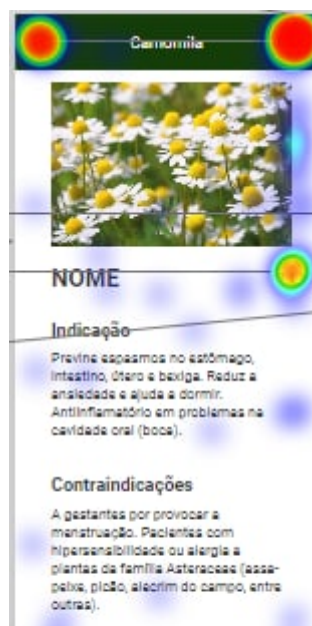 Camomila
NOME
Indicação
Previne espasmos no estômago,
intestino, útero e bexiga. Reduz a
ansiedade e ajuda a dormir.
Antiinflamatório em problemas na
cavidade oral (boca).
Contraindicações
A gestantes por provocar a
menstruação. Pacientes com
hipersensibilidade ou alergia a
plantas da família Asteraceae (assa-
peixe, picão, alecrim do campo, entre
outras).